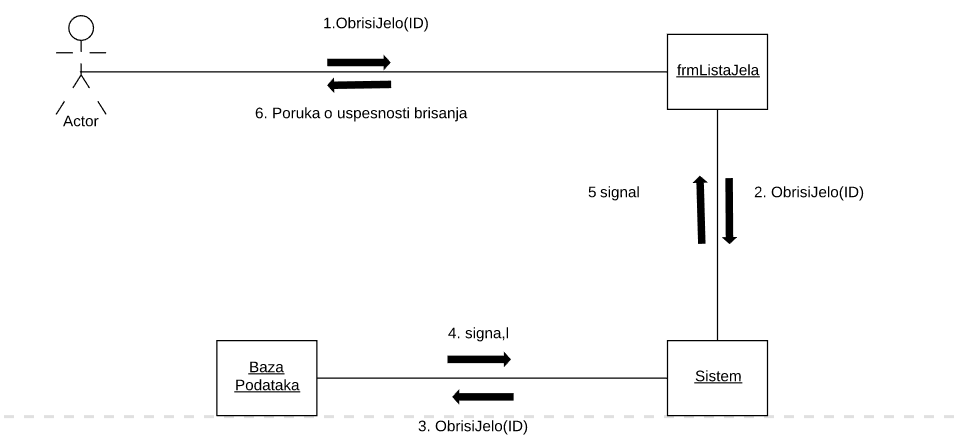 1.ObrisiJelo(ID)
frmListaJela
Actor
6. Poruka o uspesnosti brisanja
5 signal
2. ObrisiJelo(ID)
4. signa,l
Baza
Podataka
Sistem
3. ObrisiJelo(ID)